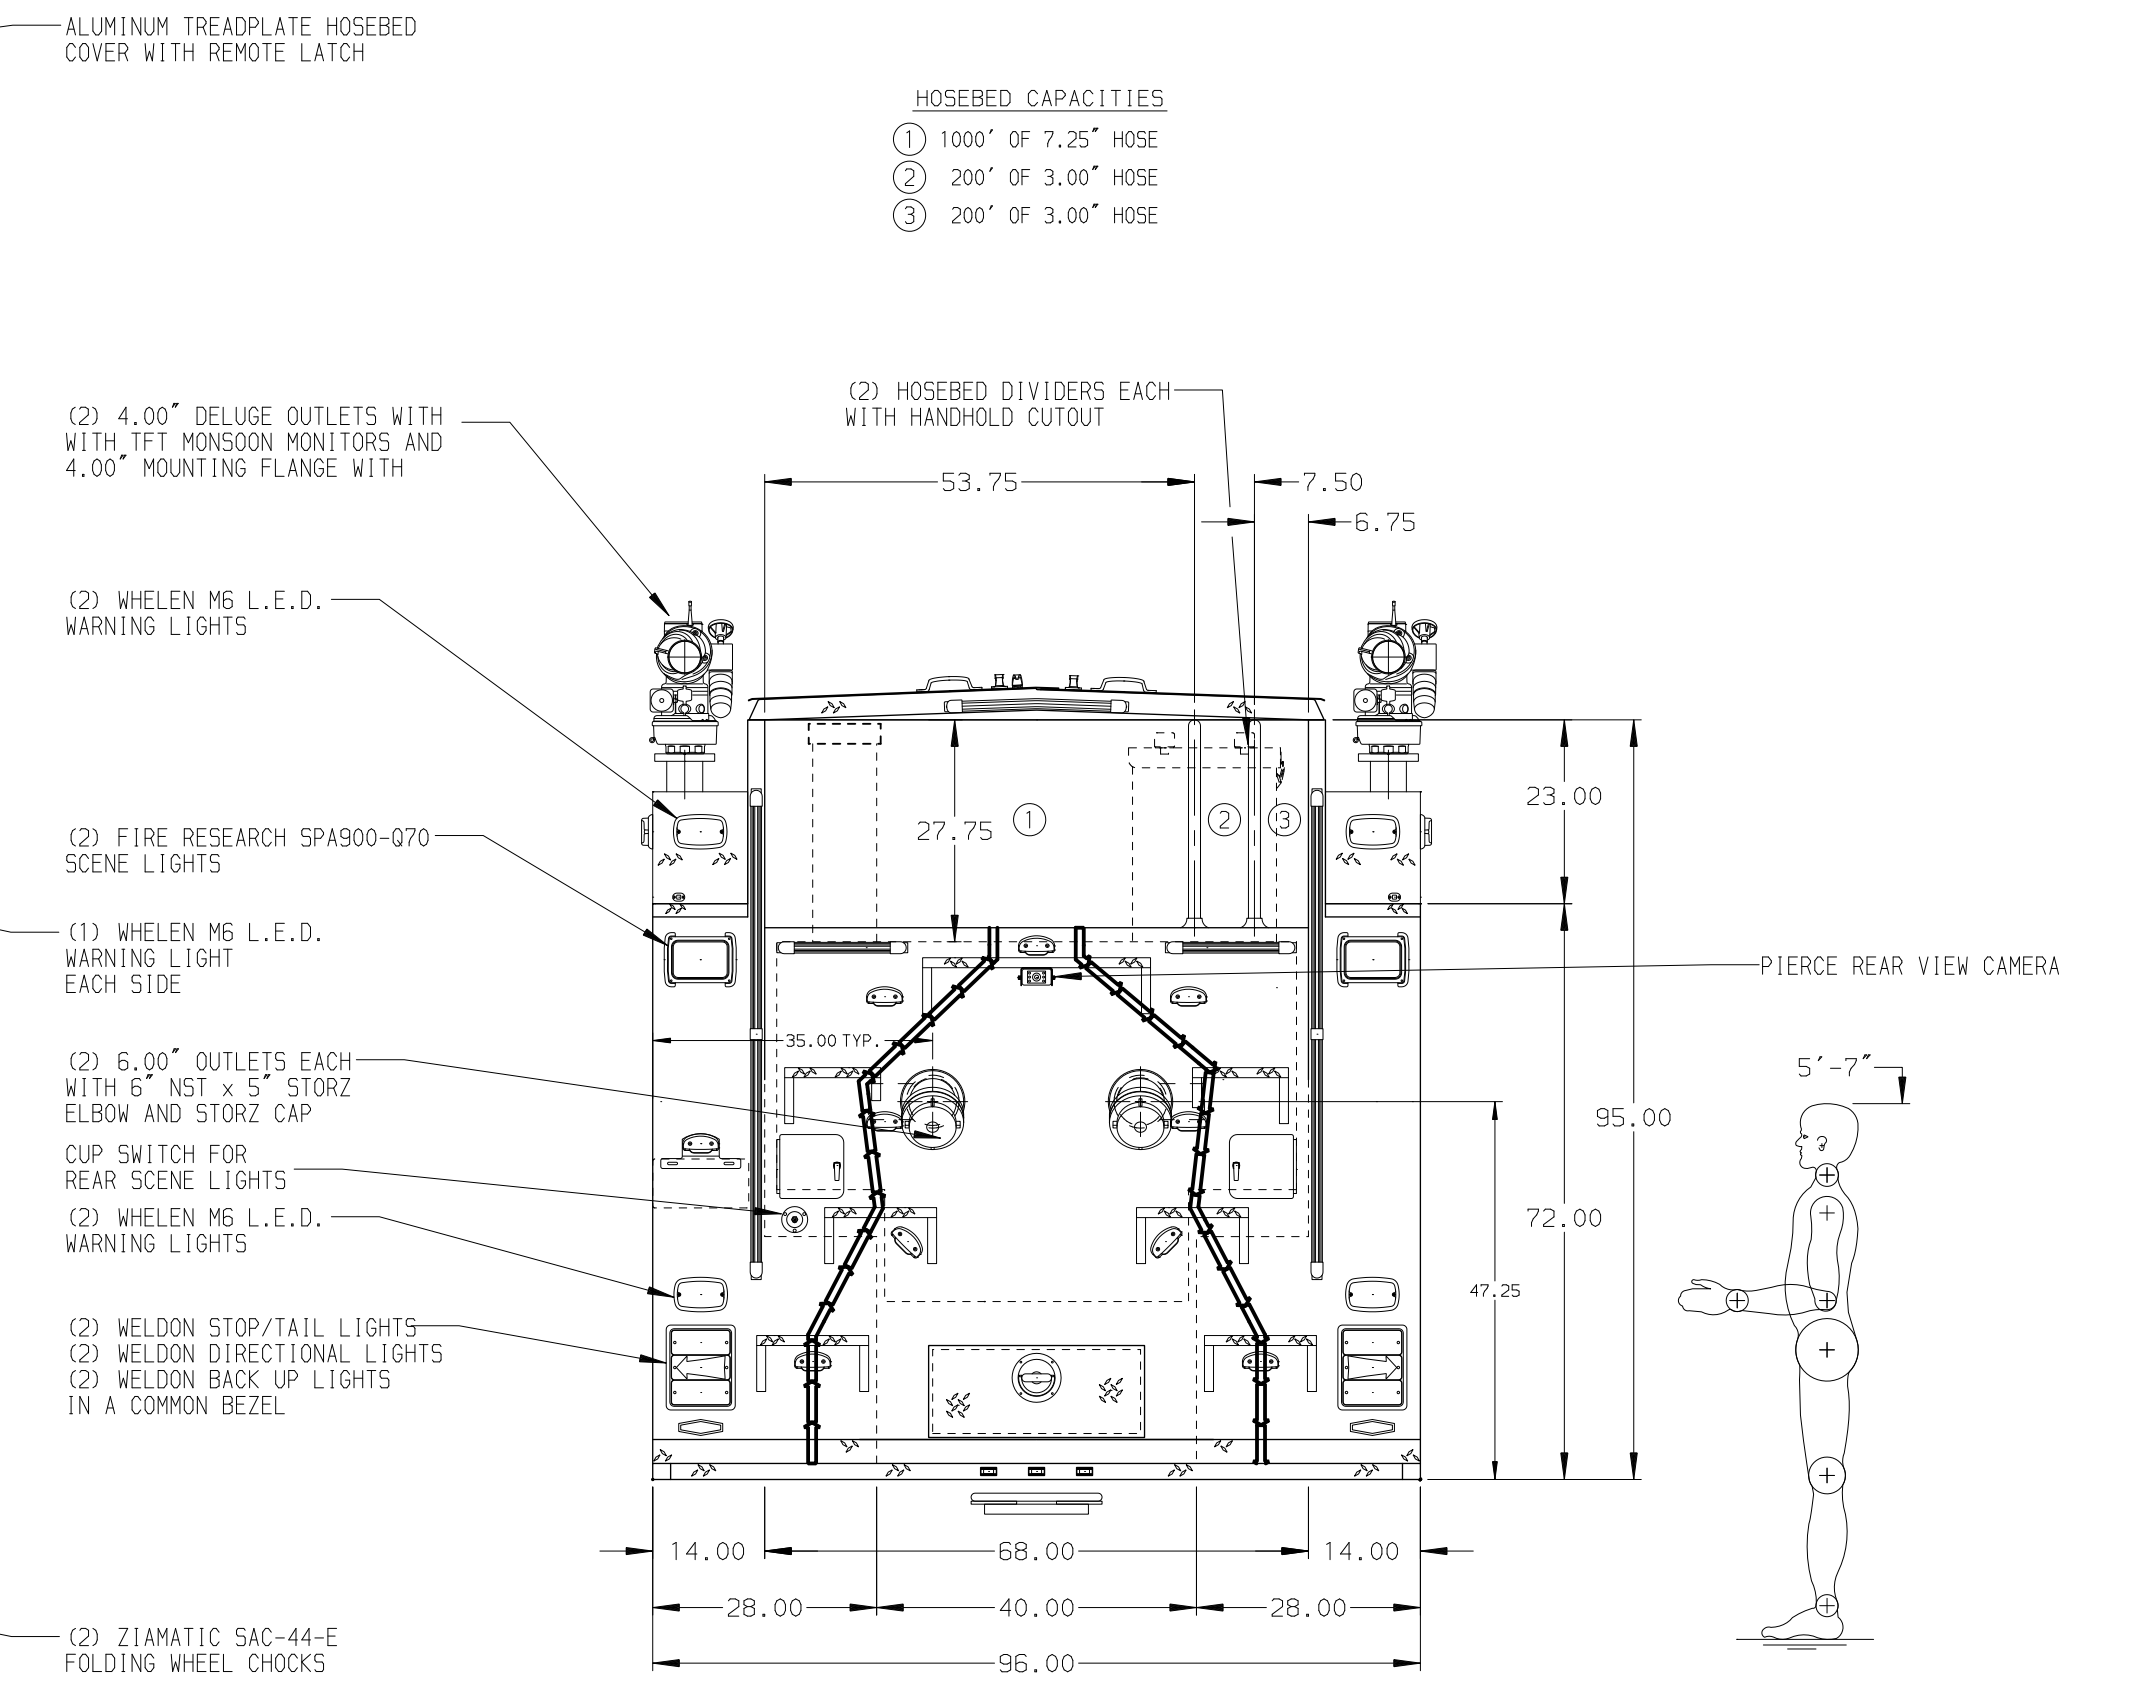 ALUMINUM TREADPLATE HOSEBED
COVER WITH REMOTE LATCH
HOSEBED CAPACITIES
1 1000' OF 7.25" HOSE
2 200' OF 3.00" HOSE
3 200' OF 3.00" HOSE
(2) HOSEBED DIVIDERS EACH
WITH HANDHOLD CUTOUT
(2) 4.00" DELUGE OUTLETS WITH
WITH TFT MONSOON MONITORS AND
4.00" MOUNTING FLANGE WITH
53.75
7.50
6.75
(2) WHELEN M6 L.E.D.
WARNING LIGHTS
23.00
27.75
1
2
3
(2) FIRE RESEARCH SPA900-Q70
SCENE LIGHTS
(1) WHELEN M6 L.E.D.
WARNING LIGHT
EACH SIDE
PIERCE REAR VIEW CAMERA
35.00 TYP.
(2) 6.00" OUTLETS EACH
WITH 6" NST x 5" STORZ
ELBOW AND STORZ CAP
5'-7"
95.00
CUP SWITCH FOR
REAR SCENE LIGHTS
(2) WHELEN M6 L.E.D.
WARNING LIGHTS
72.00
47.25
(2) WELDON STOP/TAIL LIGHTS
(2) WELDON DIRECTIONAL LIGHTS
(2) WELDON BACK UP LIGHTS
IN A COMMON BEZEL
14.00
68.00
14.00
28.00
40.00
28.00
96.00
(2) ZIAMATIC SAC-44-E
FOLDING WHEEL CHOCKS